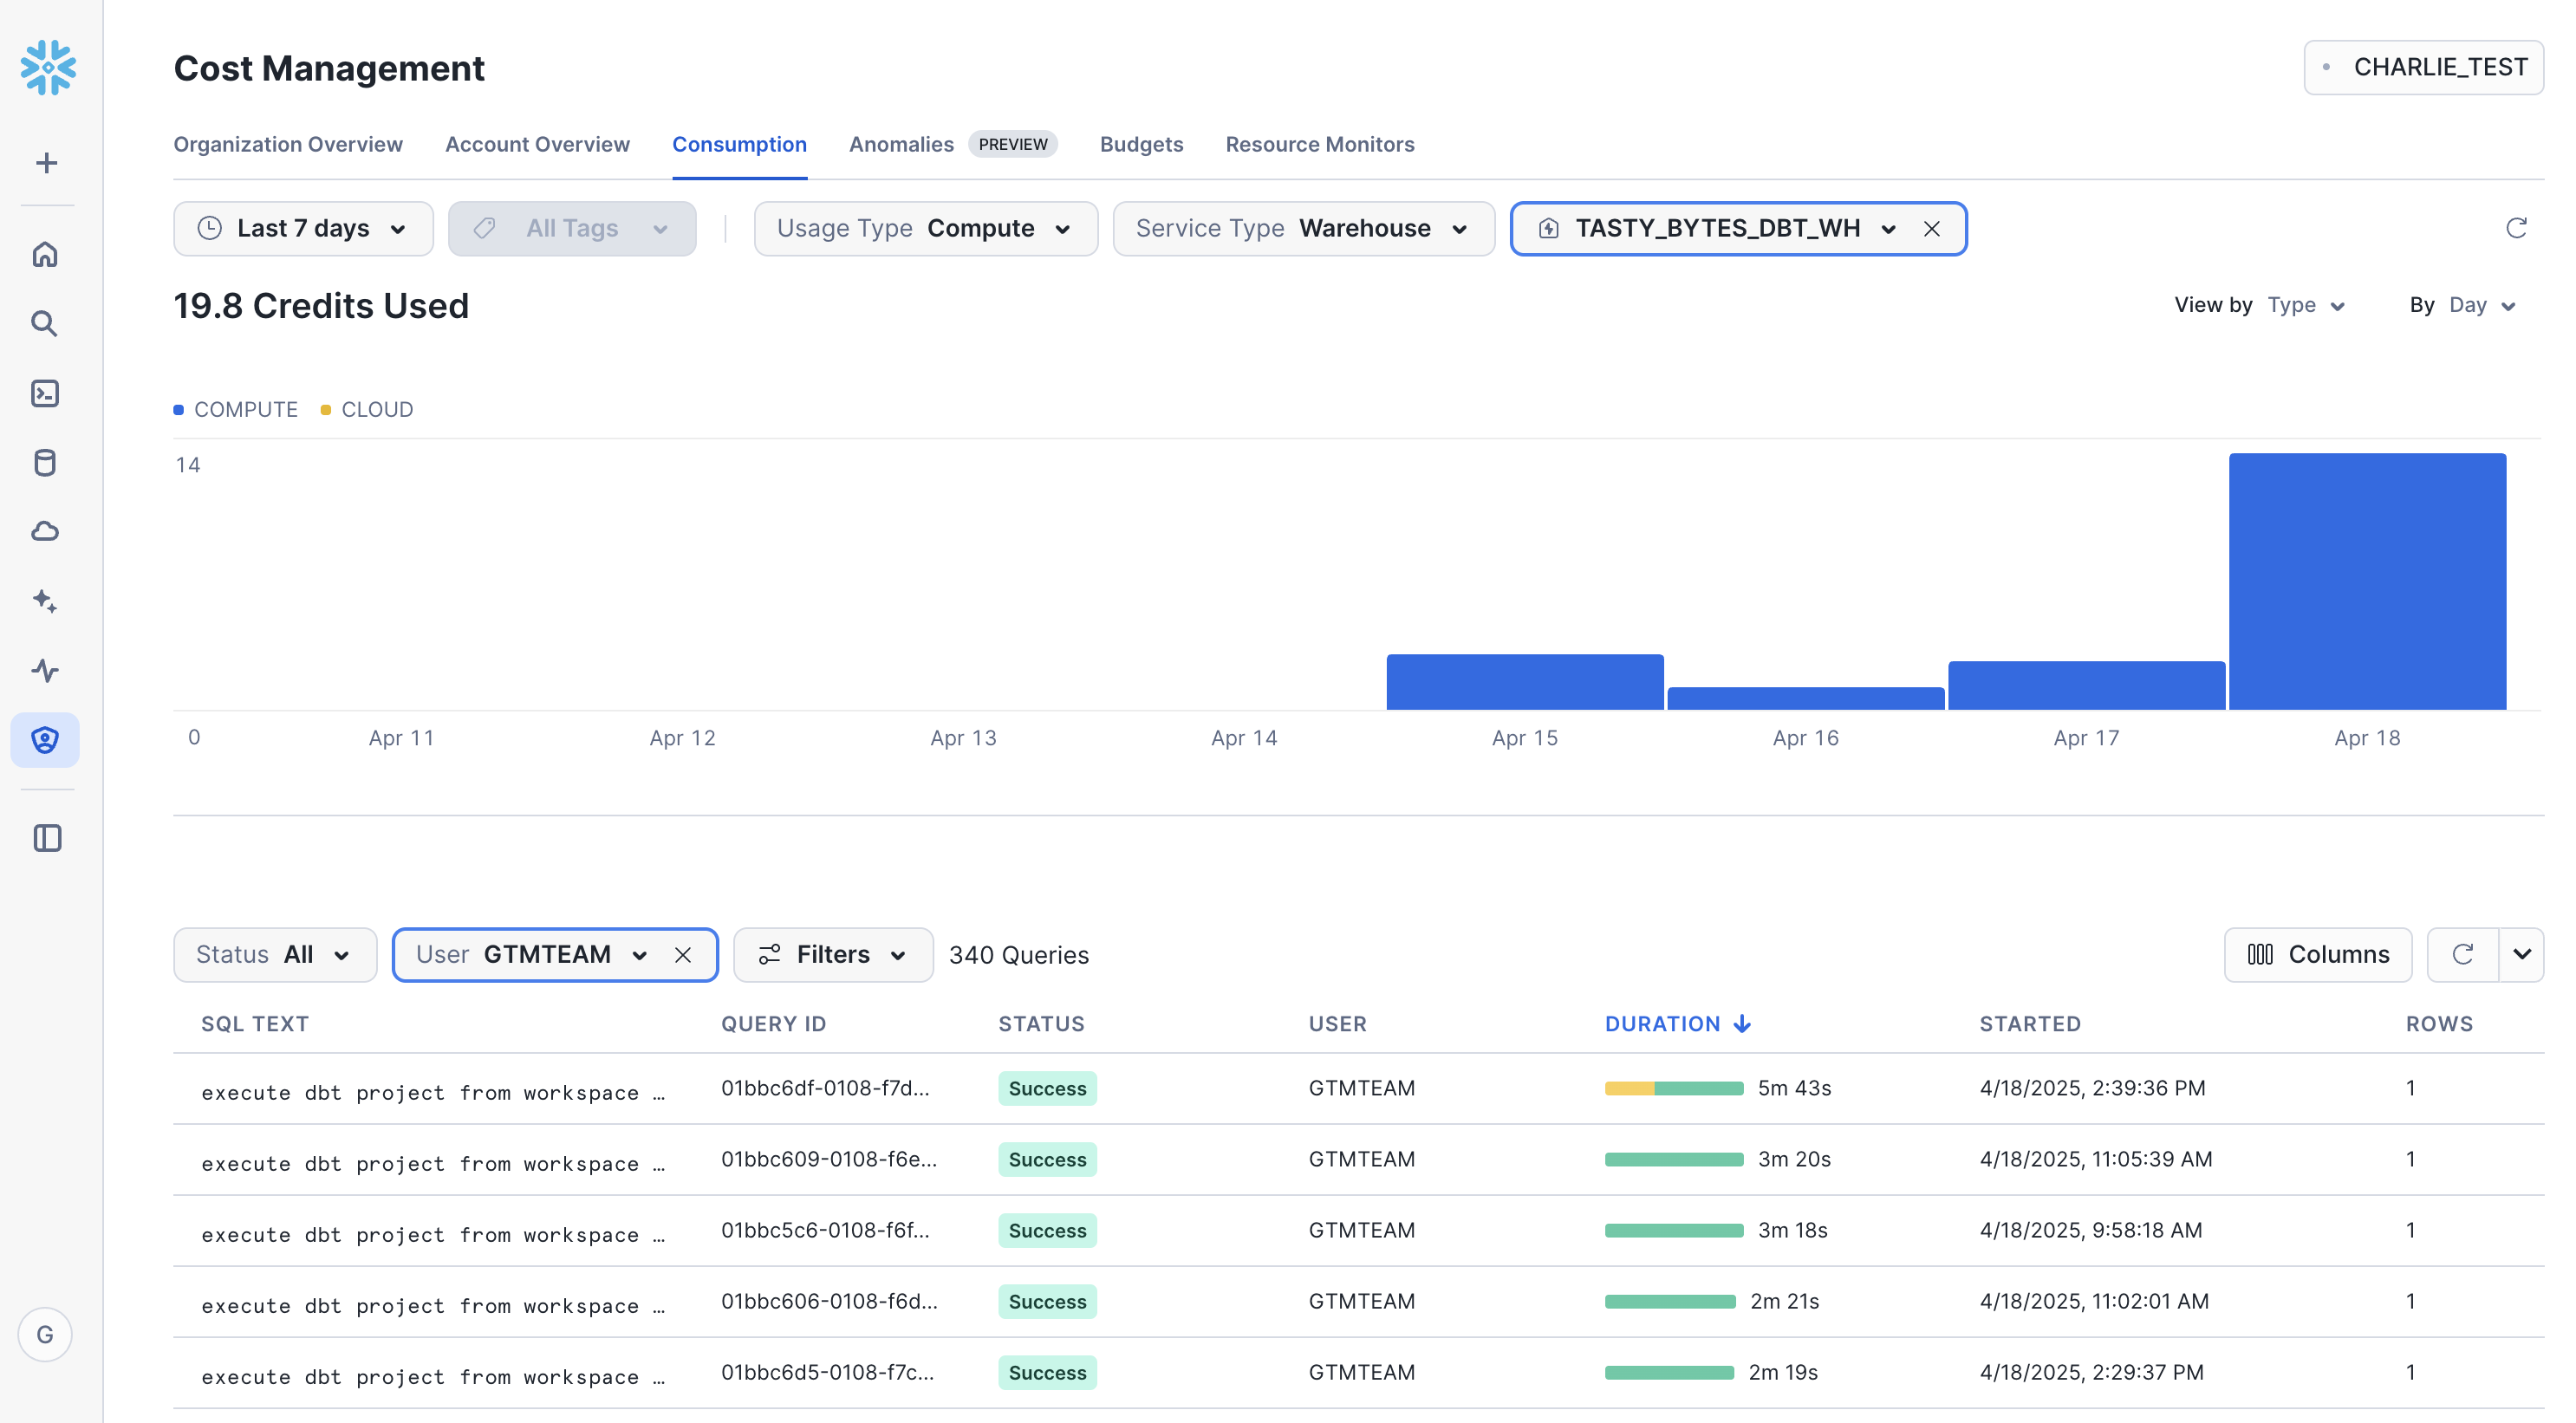 Cost Management
CHARLIE_TEST
Organization Overview Account Overview Consumption Anomalies PREVIEW Budgets Resource Monitors
Last 7 days All Tags Usage Type Compute Service Type Warehouse TASTY_BYTES_DBT_WH
19.8 Credits Used
View by Type By Day
COMPUTE CLOUD
14
0 Apr 11 Apr 12 Apr 13 Apr 14 Apr 15 Apr 16 Apr 17 Apr 18
Status All User GTMTEAM Filters 340 Queries Columns
SQL TEXT QUERY ID STATUS USER DURATION STARTED ROWS
execute dbt project from workspace … 01bbc6df-0108-f7d... Success GTMTEAM 5m 43s 4/18/2025, 2:39:36 PM 1
execute dbt project from workspace … 01bbc609-0108-f6e... Success GTMTEAM 3m 20s 4/18/2025, 11:05:39 AM 1
execute dbt project from workspace … 01bbc5c6-0108-f6f... Success GTMTEAM 3m 18s 4/18/2025, 9:58:18 AM 1
execute dbt project from workspace … 01bbc606-0108-f6d... Success GTMTEAM 2m 21s 4/18/2025, 11:02:01 AM 1
execute dbt project from workspace … 01bbc6d5-0108-f7c... Success GTMTEAM 2m 19s 4/18/2025, 2:29:37 PM 1
G